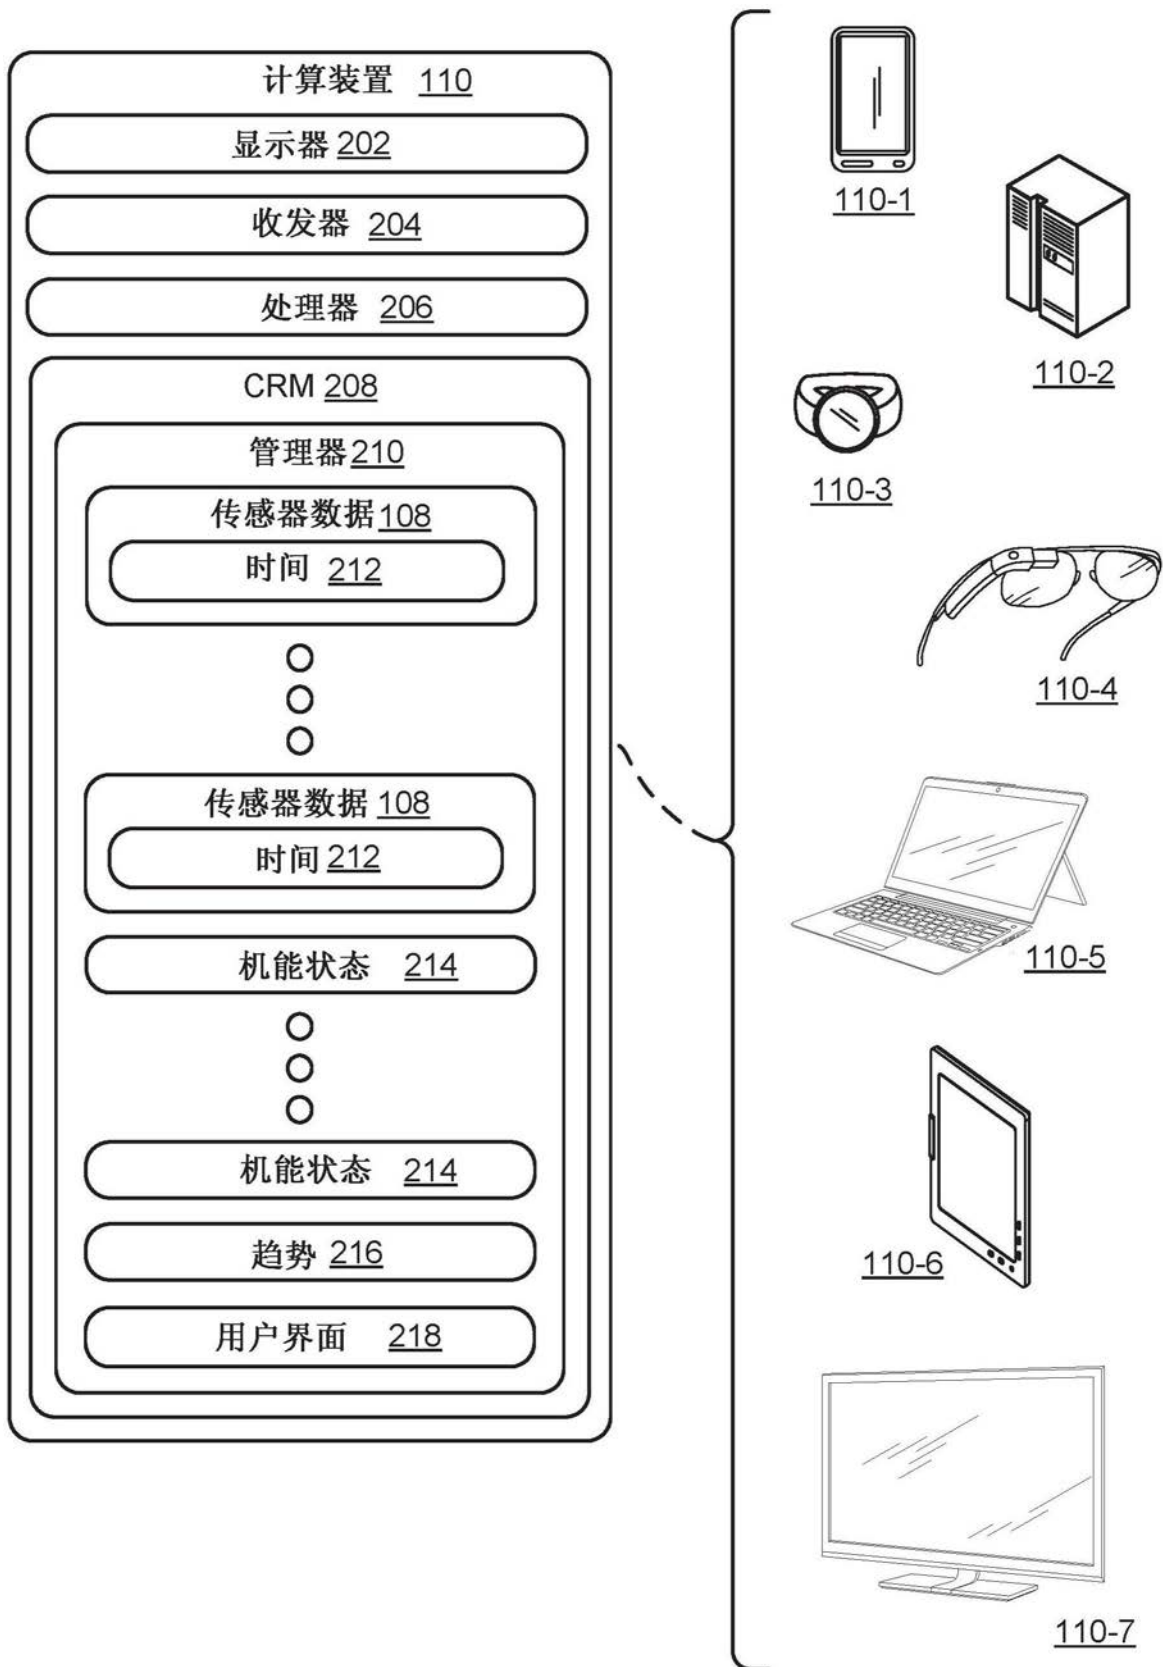 计算装置 110
显示器 202
收发器 204
处理器 206
CRM 208
管理器 210
传感器数据 108
时间 212
传感器数据 108
时间 212
机能状态 214
机能状态 214
趋势 216
用户界面 218
110-1
110-2
110-3
110-4
110-5
110-6
110-7